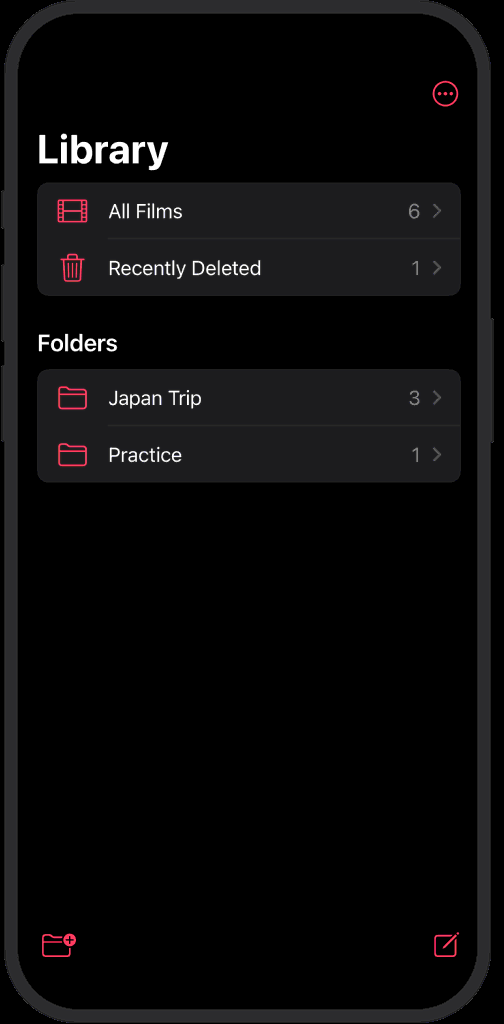 Library
All Films 6
Recently Deleted 1
Folders
Japan Trip 3
Practice 1